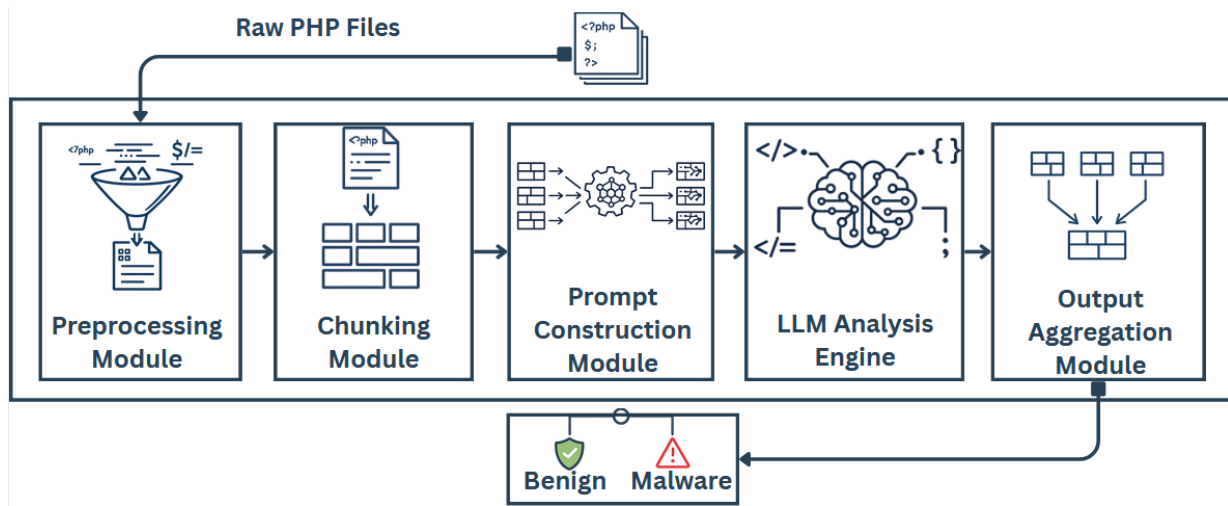 Raw PHP Files
<?php
$;
?>
<?php
$/=
<?php
</>
{}
</=
;
Preprocessing
Module
Chunking
Module
Prompt
Construction
Module
LLM Analysis
Engine
Output
Aggregation
Module
Benign
Malware